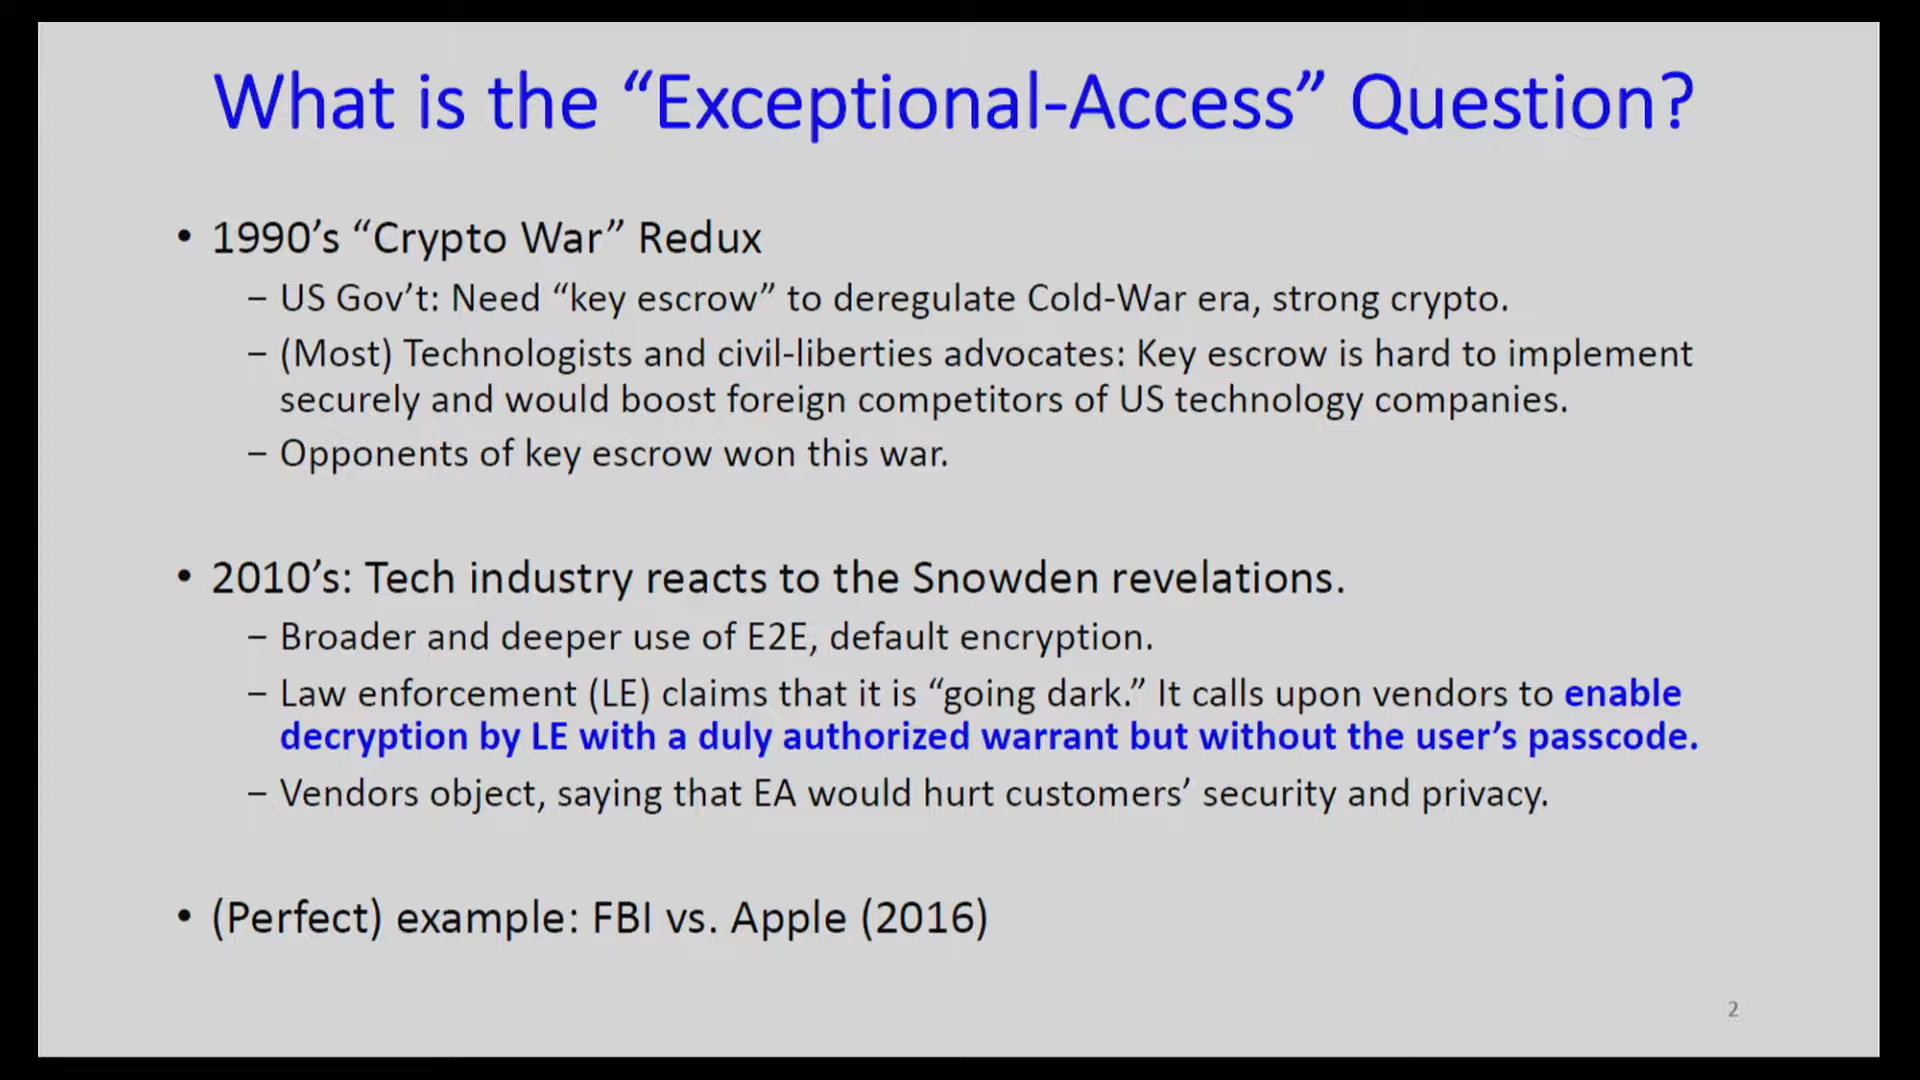 What is the “Exceptional-Access” Question?
• 1990’s “Crypto War” Redux
– US Gov’t: Need “key escrow” to deregulate Cold-War era, strong crypto.
– (Most) Technologists and civil-liberties advocates: Key escrow is hard to implement
securely and would boost foreign competitors of US technology companies.
– Opponents of key escrow won this war.
• 2010’s: Tech industry reacts to the Snowden revelations.
– Broader and deeper use of E2E, default encryption.
– Law enforcement (LE) claims that it is “going dark.” It calls upon vendors to enable
decryption by LE with a duly authorized warrant but without the user’s passcode.
– Vendors object, saying that EA would hurt customers’ security and privacy.
• (Perfect) example: FBI vs. Apple (2016)
2